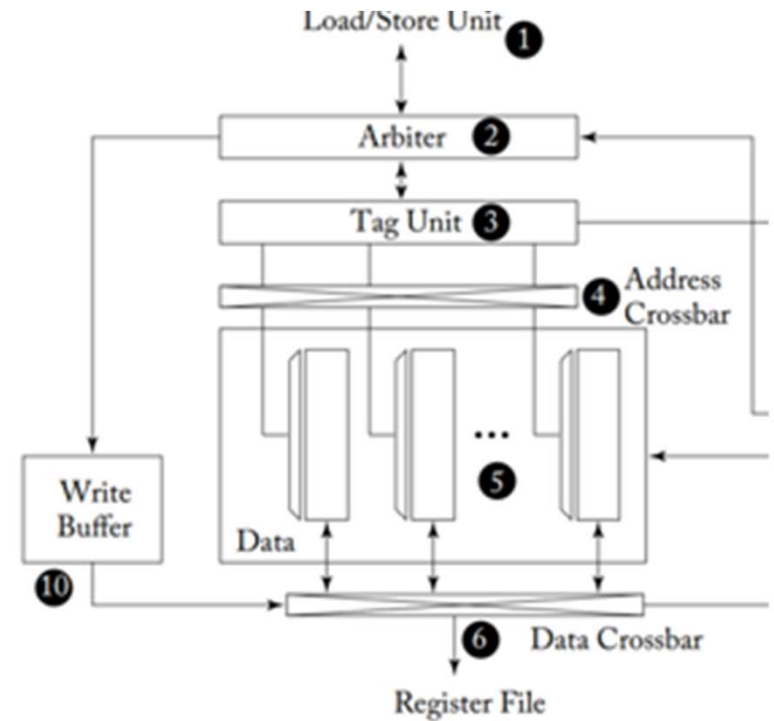 Load/Store Unit 1
Arbiter 2
Tag Unit 3
4 Address
Crossbar
•••
5
Data
Write
Buffer
10
6 Data Crossbar
Register File